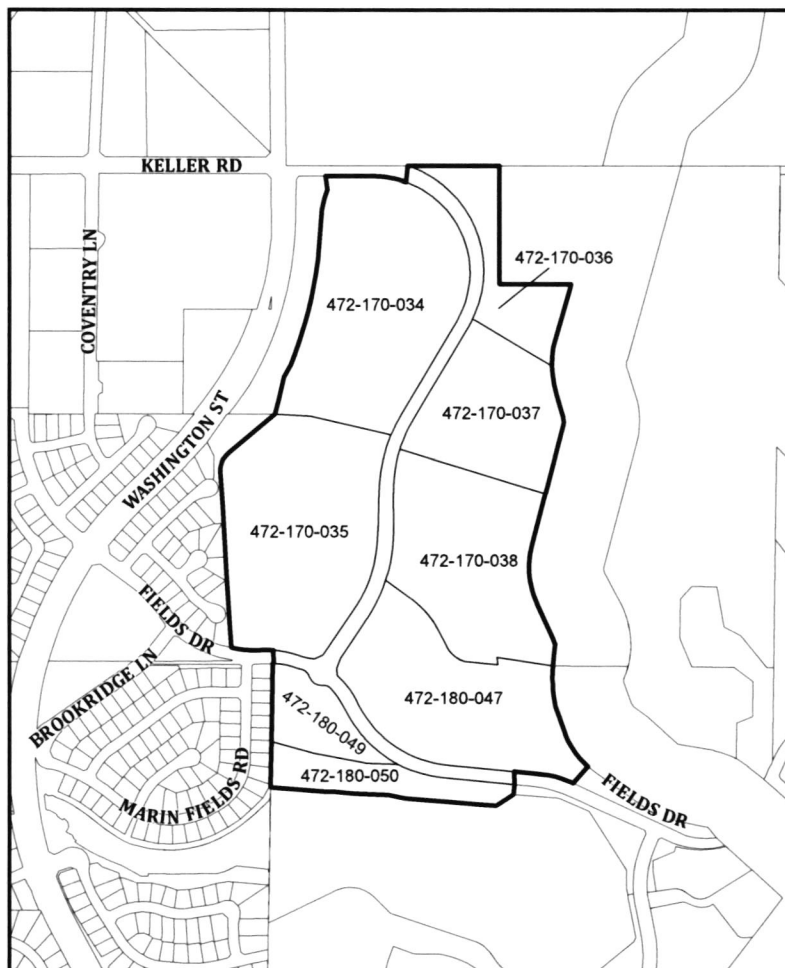 KELLER RD
COVENTRY LN
472-170-036
472-170-034
WASHINGTON ST
472-170-037
472-170-035
472-170-038
FIELDS DR
BROOKRIDGE LN
472-180-047
472-180-049
472-180-050
MARIN FIELDS RD
FIELDS DR